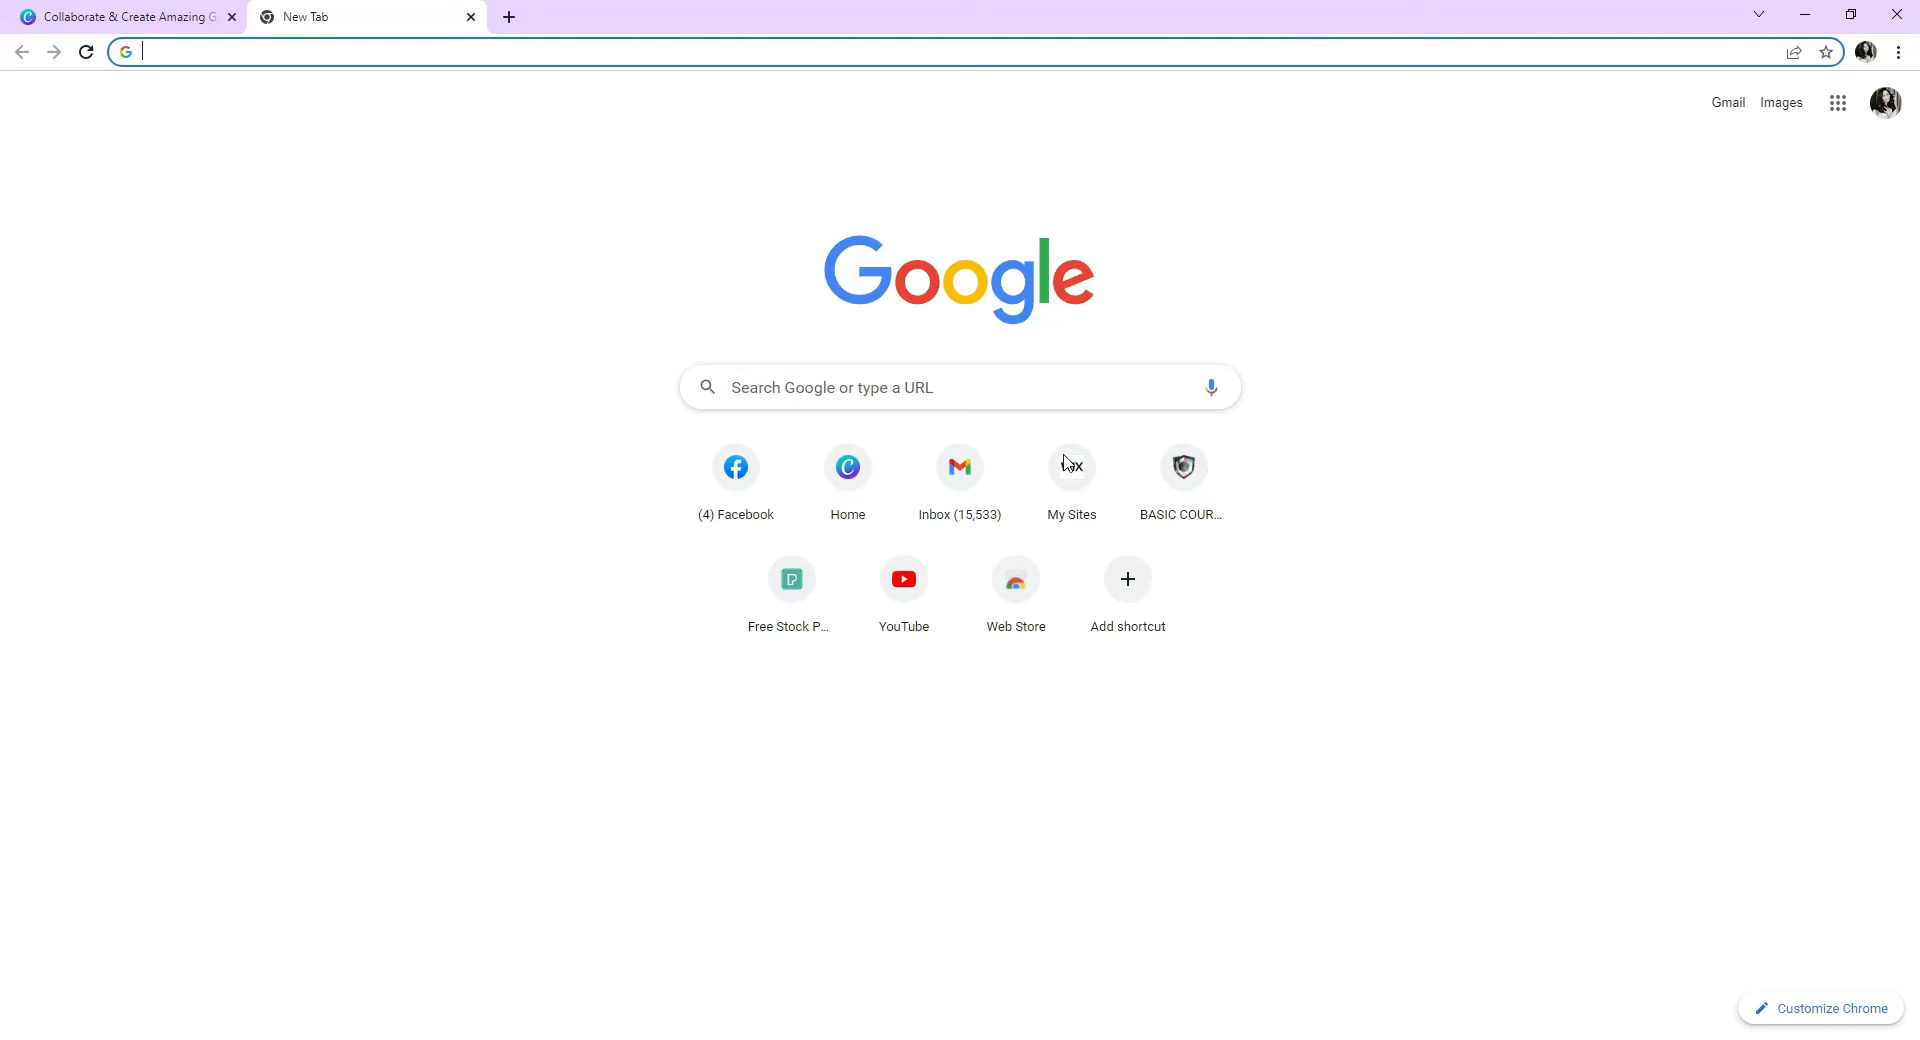 Collaborate & Create Amazing G
New Tab
Gmail Images
Google
Search Google or type a URL
(4) Facebook
Home
Inbox (15,533)
My Sites
BASIC COUR...
Free Stock P...
YouTube
Web Store
Add shortcut
Customize Chrome